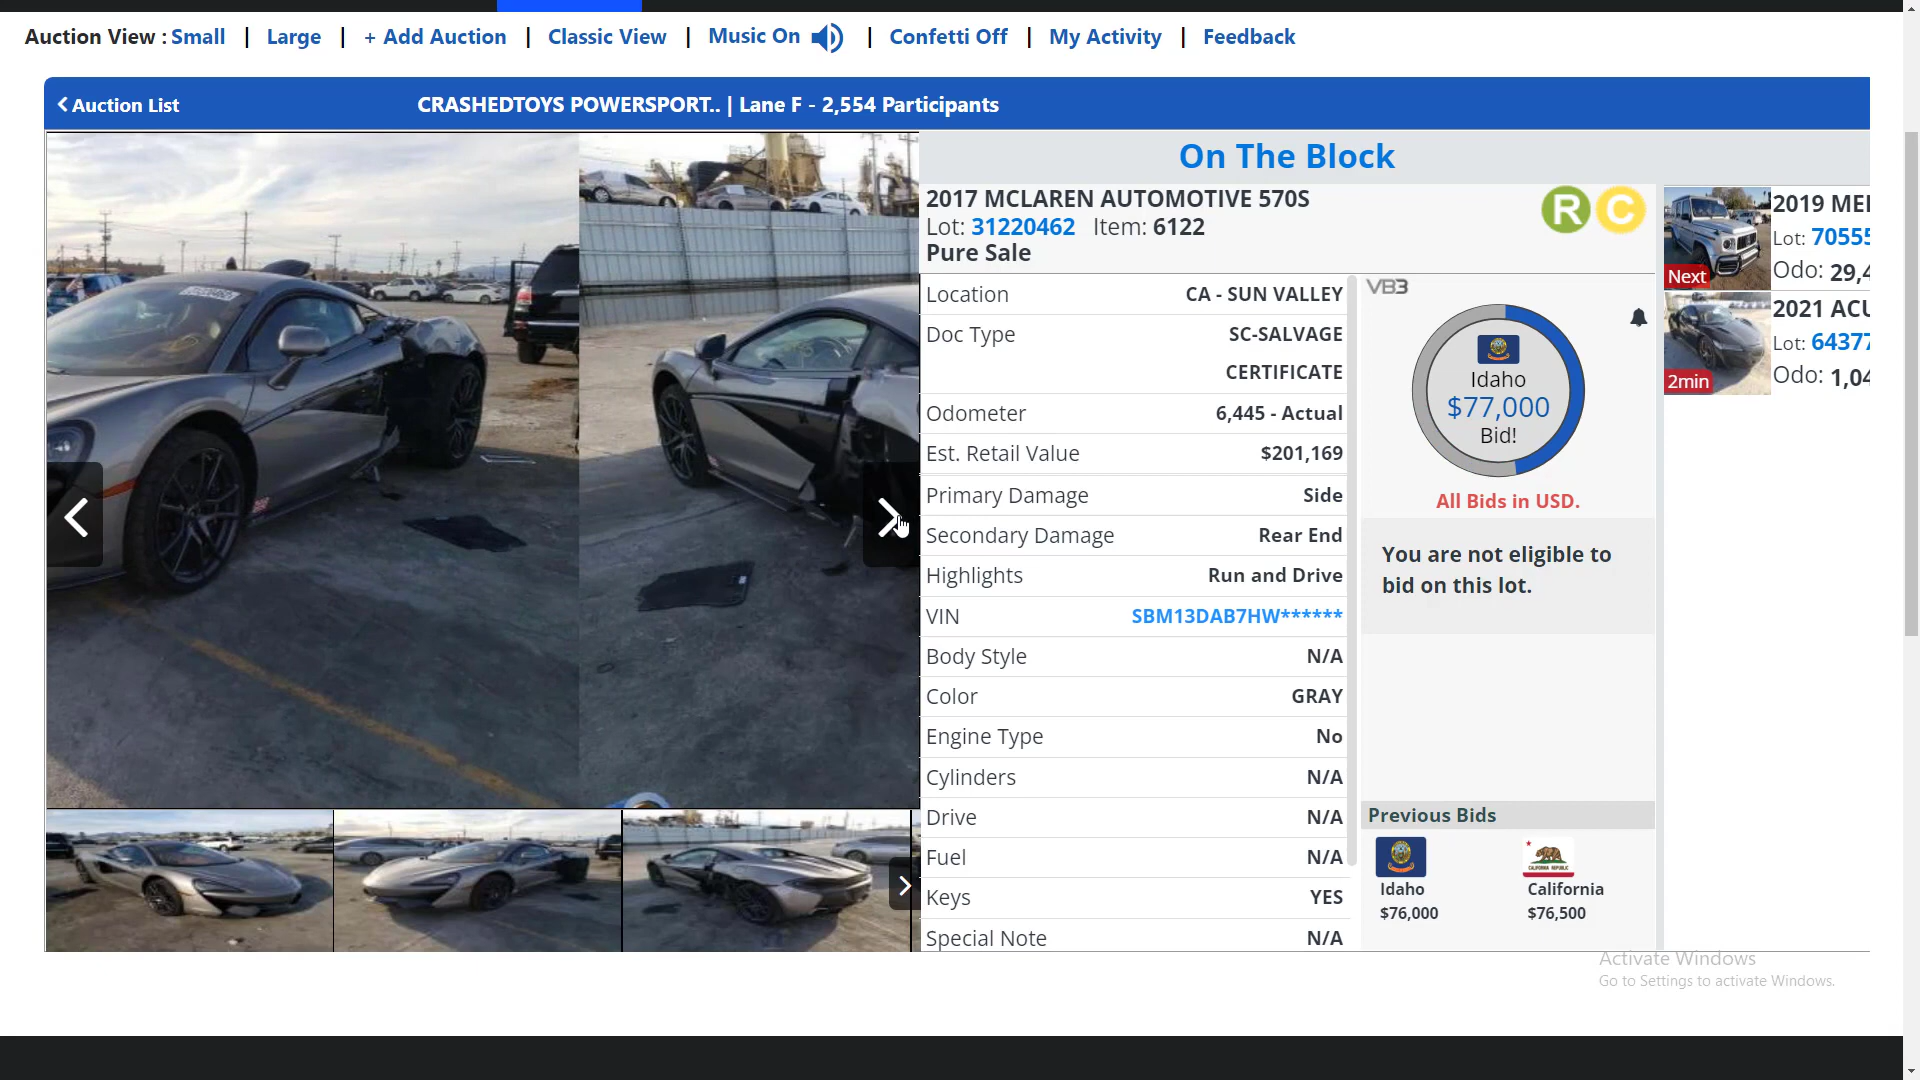 Auction View : Small | Large | + Add Auction | Classic View | Music On | Confetti Off | My Activity | Feedback
Auction List
CRASHEDTOYS POWERSPORT.. | Lane F - 2,554 Participants
On The Block
2017 MCLAREN AUTOMOTIVE 570S
Lot: 31220462 Item: 6122
Pure Sale
R C
Location CA - SUN VALLEY
Doc Type SC-SALVAGE
CERTIFICATE
Odometer 6,445 - Actual
Est. Retail Value $201,169
Primary Damage Side
Secondary Damage Rear End
Highlights Run and Drive
VIN SBM13DAB7HW******
Body Style N/A
Color GRAY
Engine Type No
Cylinders N/A
Drive N/A
Fuel N/A
Keys YES
Special Note N/A
VB3
Idaho
$77,000
Bid!
All Bids in USD.
You are not eligible to
bid on this lot.
Previous Bids
Idaho
$76,000
California
$76,500
Next
2019 MEI
Lot: 70555
Odo: 29,4
2min
2021 ACU
Lot: 64377
Odo: 1,04
Activate Windows
Go to Settings to activate Windows.